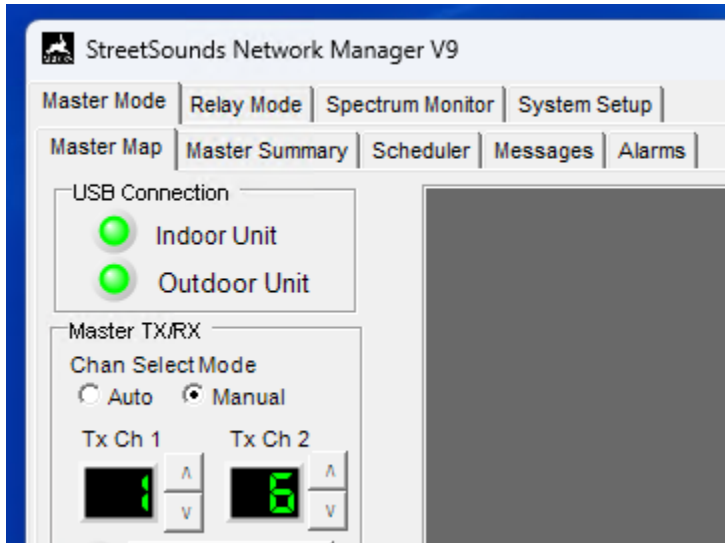 StreetSounds Network Manager V9
Master Mode Relay Mode Spectrum Monitor System Setup
Master Map Master Summary Scheduler Messages Alarms
USB Connection
Indoor Unit
Outdoor Unit
Master TX/RX
Chan Select Mode
Auto Manual
Tx Ch 1 Tx Ch 2
1 6